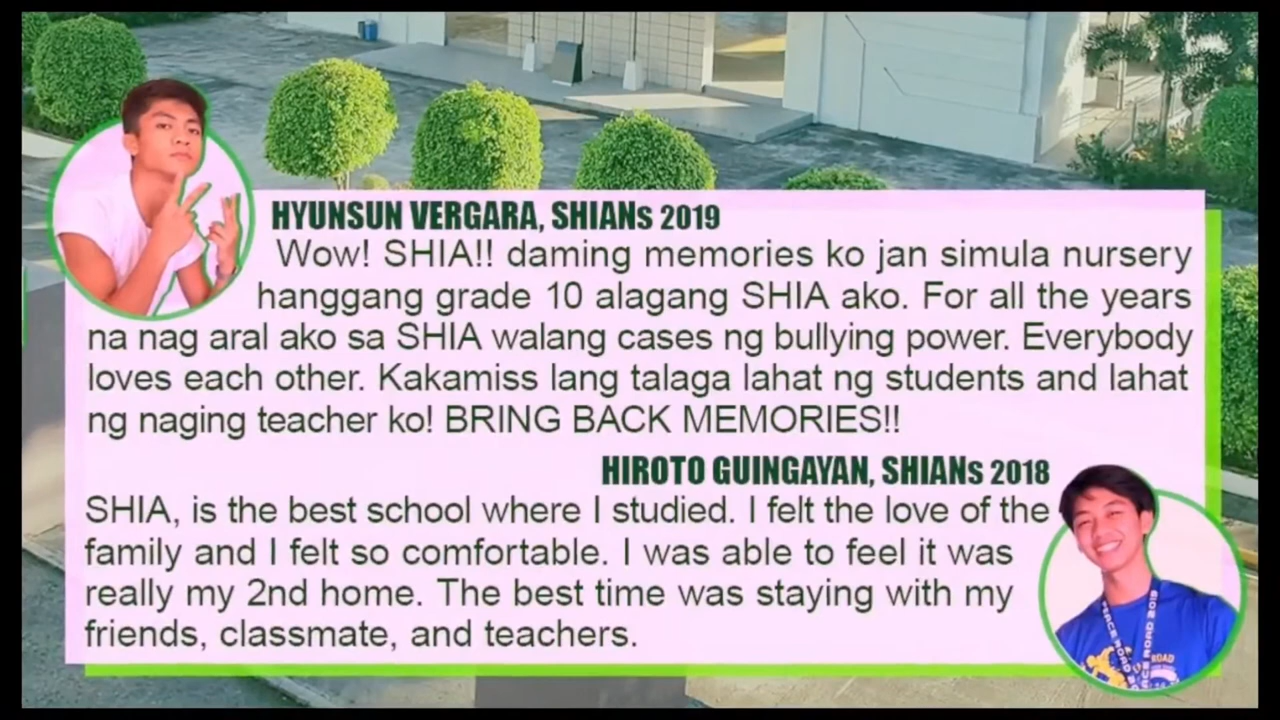 HYUNSUN VERGARA, SHIANs 2019
Wow! SHIA!! daming memories ko jan simula nursery
hanggang grade 10 alagang SHIA ako. For all the years
na nag aral ako sa SHIA walang cases ng bullying power. Everybody
loves each other. Kakamiss lang talaga lahat ng students and lahat
ng naging teacher ko! BRING BACK MEMORIES!!
HIROTO GUINGAYAN, SHIANs 2018
SHIA, is the best school where I studied. I felt the love of the
family and I felt so comfortable. I was able to feel it was
really my 2nd home. The best time was staying with my
friends, classmate, and teachers.
PEACE ROAD 2019
ROAD